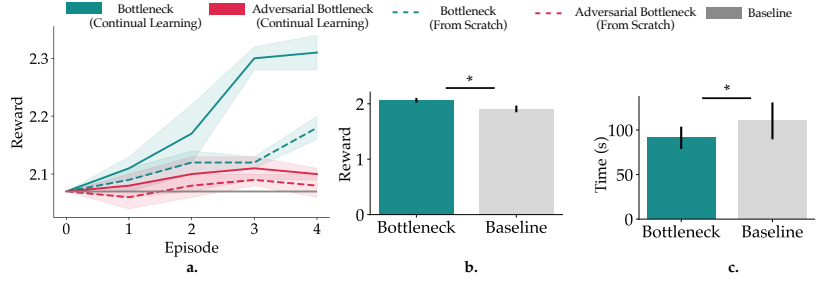 Bottleneck
(Continual Learning)
Adversarial Bottleneck
(Continual Learning)
Bottleneck
(From Scratch)
Adversarial Bottleneck
(From Scratch)
Baseline
2.3
2.2
2.1
Reward
0 1 2 3 4
Episode
a.
*
2
1
0
Reward
Bottleneck Baseline
b.
*
100
50
0
Time (s)
Bottleneck Baseline
c.